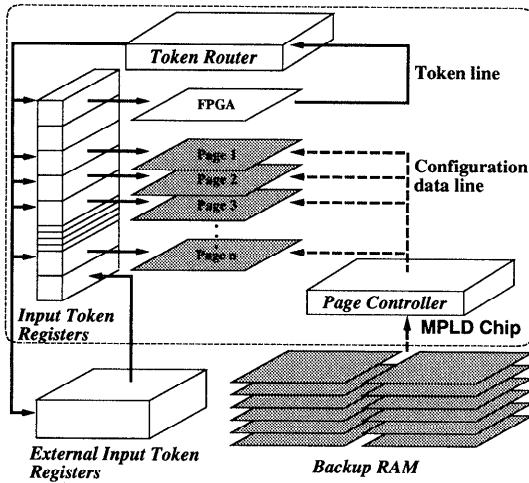 Token Router
Token line
FPGA
Page 1
Page 2
Page 3
Page n
Configuration
data line
Page Controller
MPLD Chip
Input Token
Registers
External Input Token
Registers
Backup RAM